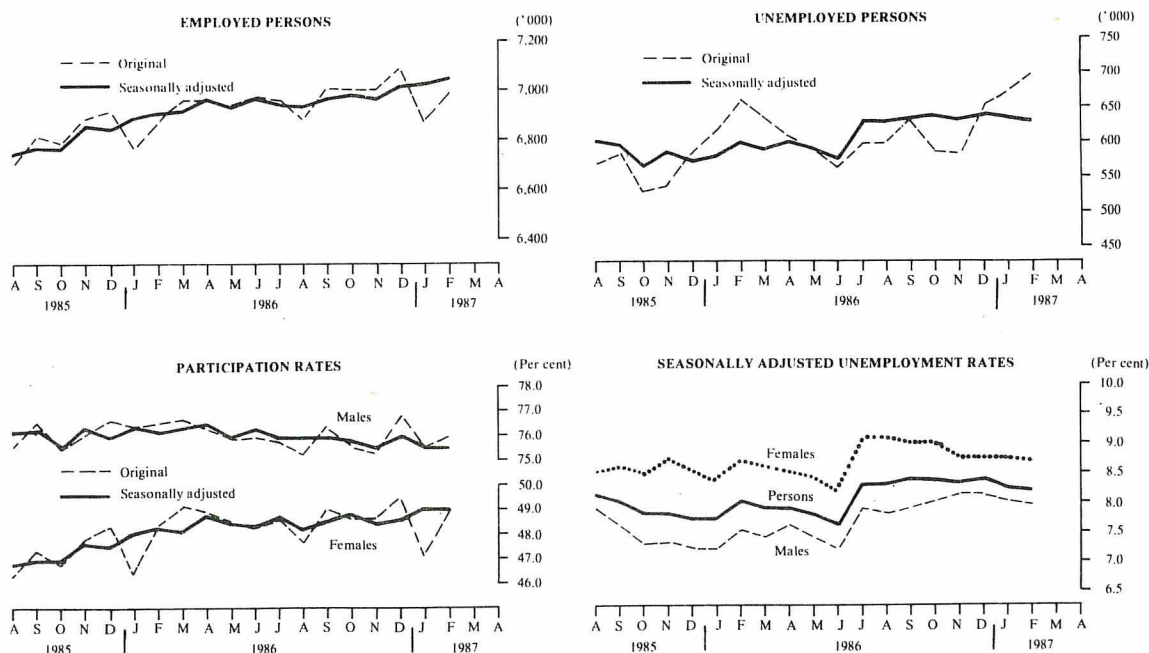 EMPLOYED PERSONS
('000)
7,200
7,000
6,800
6,600
6,400
Original
Seasonally adjusted
A S O N D J F M A M J J A S O N D J F M A
1985 1986 1987
UNEMPLOYED PERSONS
('000)
750
700
650
600
550
500
450
Original
Seasonally adjusted
A S O N D J F M A M J J A S O N D J F M A
1985 1986 1987
PARTICIPATION RATES
(Per cent)
78.0
77.0
76.0
75.0
50.0
49.0
48.0
47.0
46.0
Males
Original
Seasonally adjusted
Females
A S O N D J F M A M J J A S O N D J F M A
1985 1986 1987
SEASONALLY ADJUSTED UNEMPLOYMENT RATES
(Per cent)
10.0
9.5
9.0
8.5
8.0
7.5
7.0
6.5
Females
Persons
Males
A S O N D J F M A M J J A S O N D J F M A
1985 1986 1987